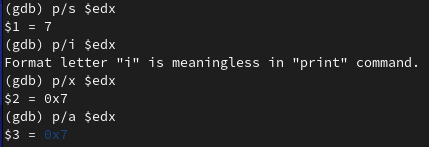 (gdb) p/s $edx
$1 = 7
(gdb) p/i $edx
Format letter "i" is meaningless in "print" command.
(gdb) p/x $edx
$2 = 0x7
(gdb) p/a $edx
$3 = 0x7